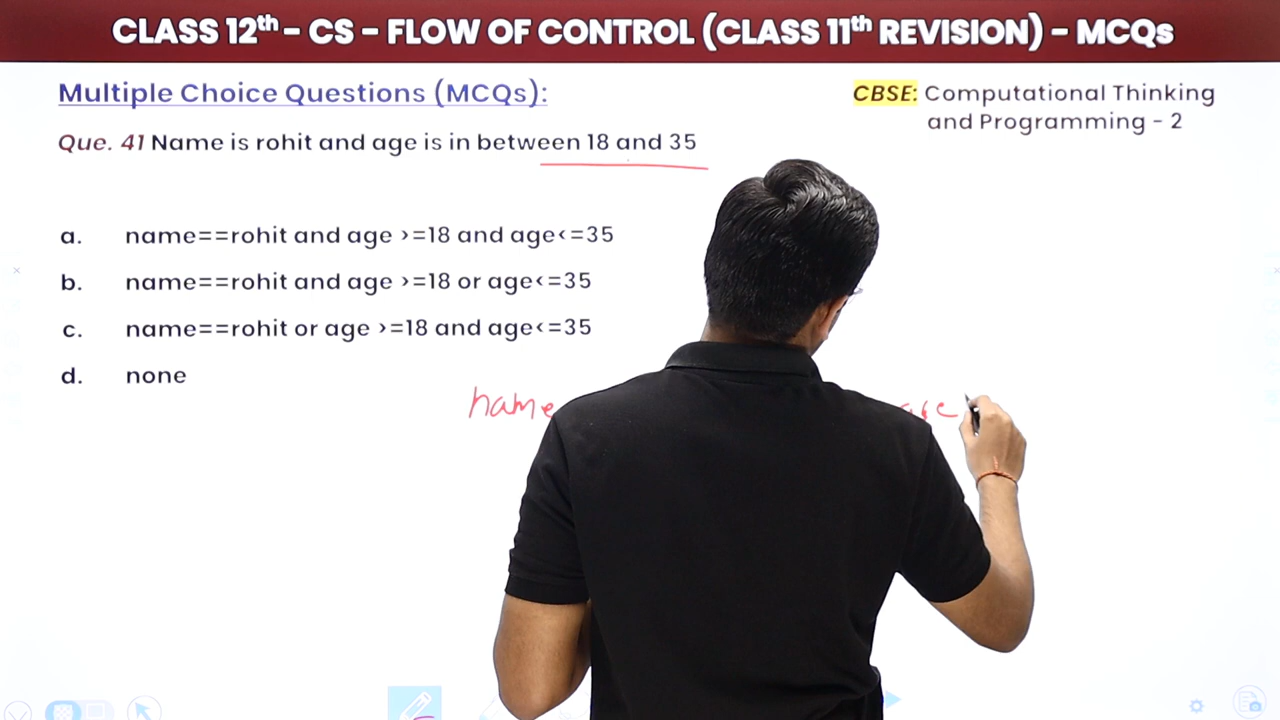 CLASS 12th – CS – FLOW OF CONTROL (CLASS 11th REVISION) – MCQs
Multiple Choice Questions (MCQs):
CBSE: Computational Thinking
and Programming - 2
Que. 41 Name is rohit and age is in between 18 and 35
a. name==rohit and age >=18 and age<=35
b. name==rohit and age >=18 or age<=35
c. name==rohit or age >=18 and age<=35
d. none
name age